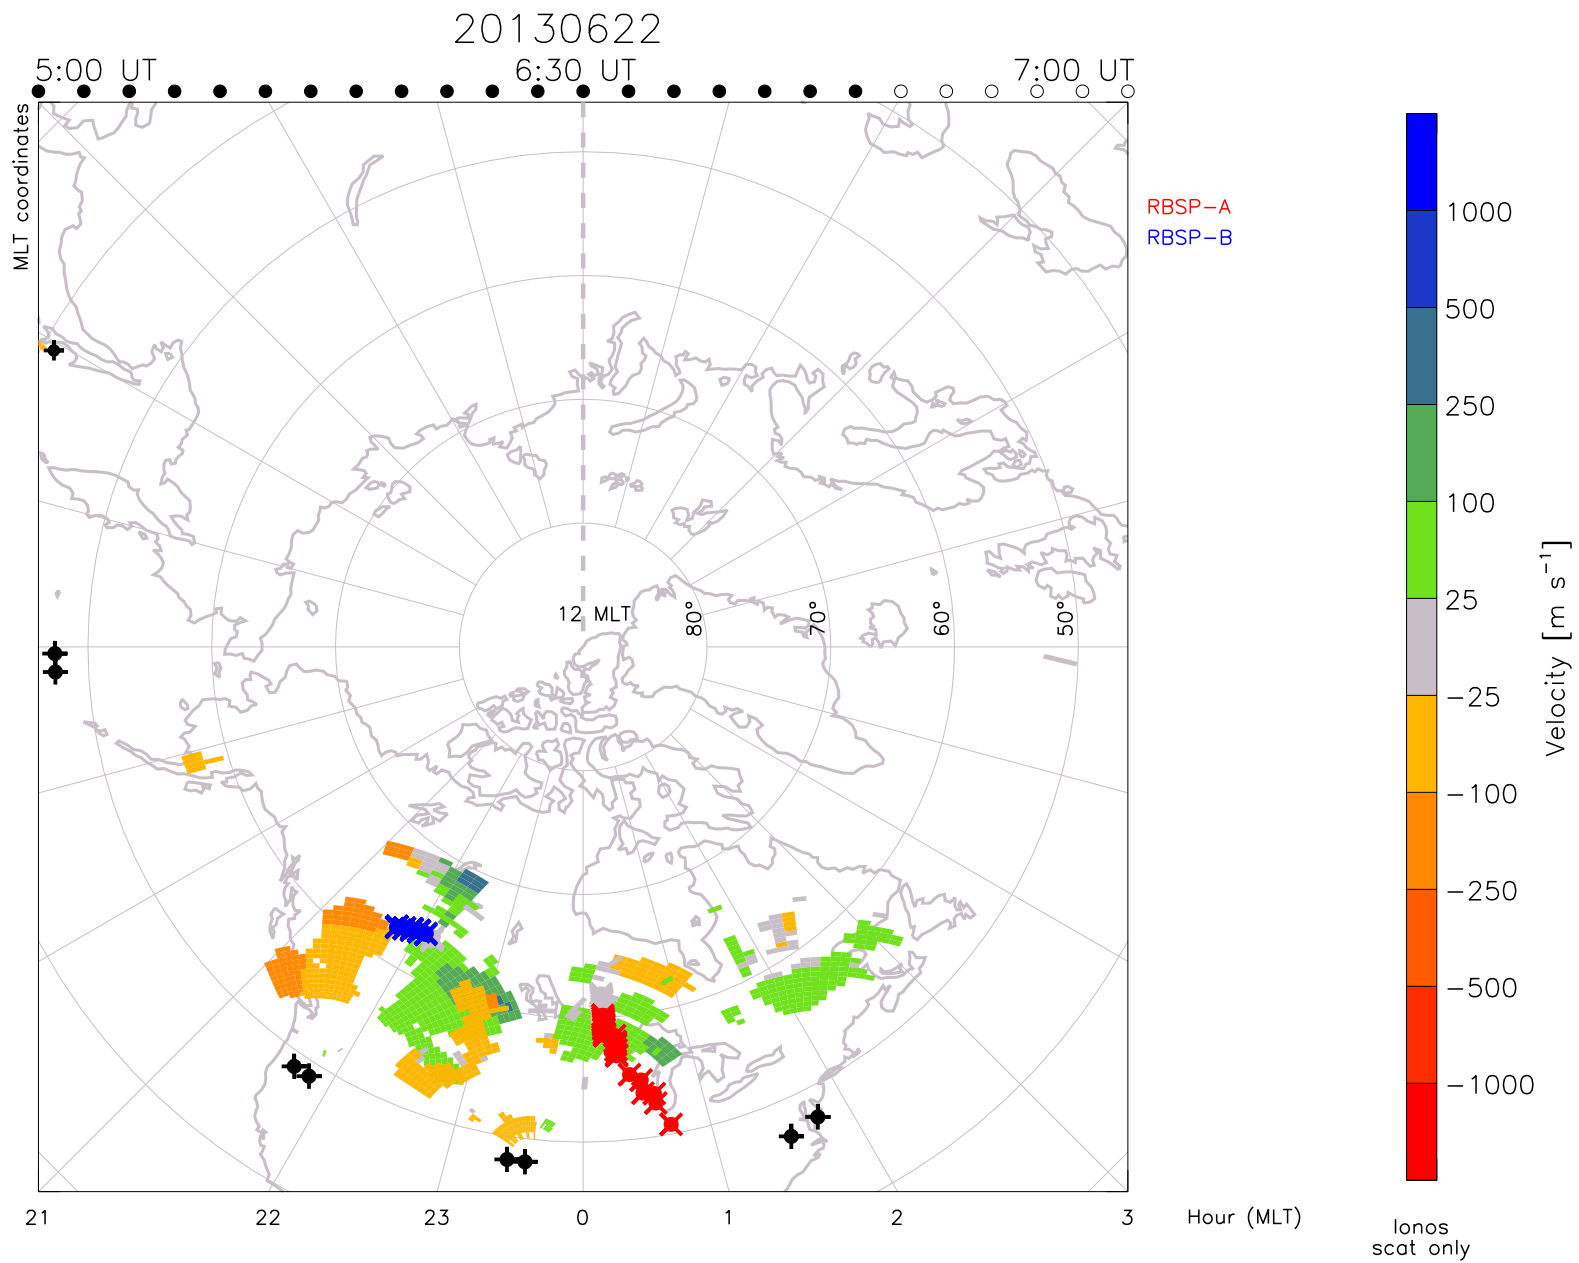 20130622
5:00 UT 6:30 UT 7:00 UT
MLT coordinates
RBSP-A
RBSP-B
12 MLT
80°
70°
60°
50°
1000
500
250
100
25
-25
-100
-250
-500
-1000
Velocity [m s⁻¹]
21 22 23 0 1 2 3 Hour (MLT)
Ionos
scat only